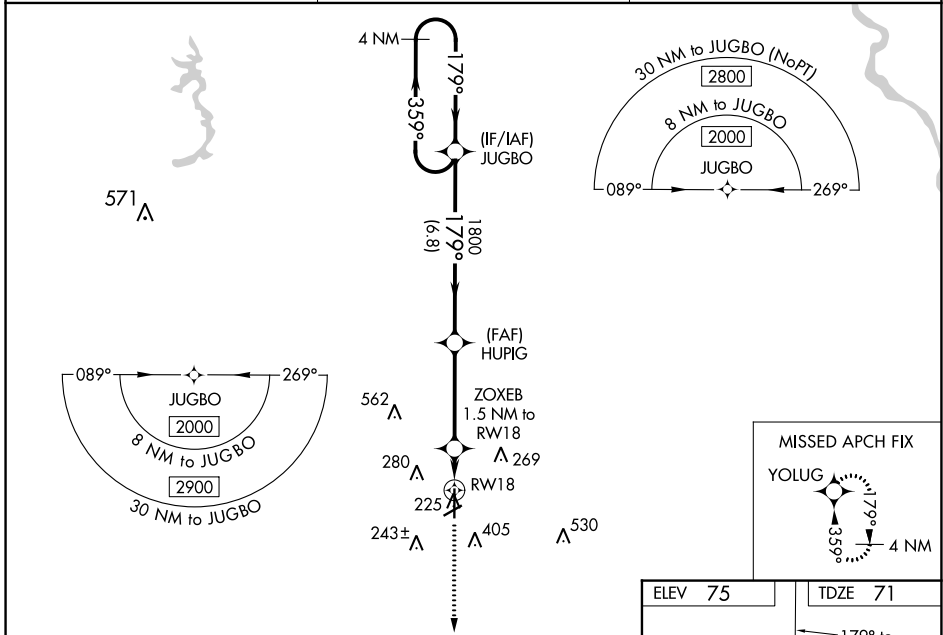 4 NM
179°
359°
(IF/IAF)
JUGBO
30 NM to JUGBO (NoPT)
2800
8 NM to JUGBO
2000
JUGBO
089°
269°
571
1800
179°
(6.8)
(FAF)
HUPIG
089°
269°
JUGBO
2000
8 NM to JUGBO
2900
30 NM to JUGBO
562
ZOXEB
1.5 NM to
RW18
269
280
RW18
225
243±
405
530
MISSED APCH FIX
YOLUG
179°
359°
4 NM
ELEV 75
TDZE 71
179° to